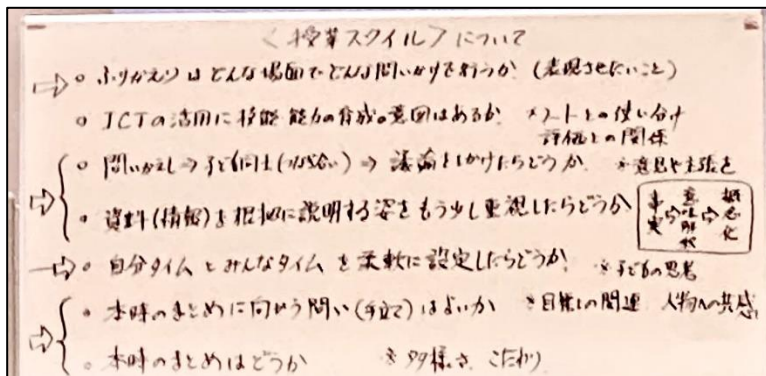 〈授業スタイル〉について
⇨ ○ ふりかえりはどんな場面でどんな問いかけを行うか (表現させたいこと)
○ ICTの活用に技能 能力の育成の意図はあるか ※ノートとの使い分け
評価との関係
⇨ ○ 問いかえし⇨子ども同士(つなぎ合い) ⇨ 議論をしかけたらどうか ※意見や主張を
○ 資料(情報)を根拠に説明する姿をもう少し重視したらどうか
事実⇨意味解釈⇨概念化
→ ○ 自分タイムとみんなタイムを柔軟に設定したらどうか ※子どもの思考
⇨ ○ 本時のまとめに向かう問い(手立て)はよいか ※目標との関連 人物への共感
○ 本時のまとめはどうか ※多様さ こだわり